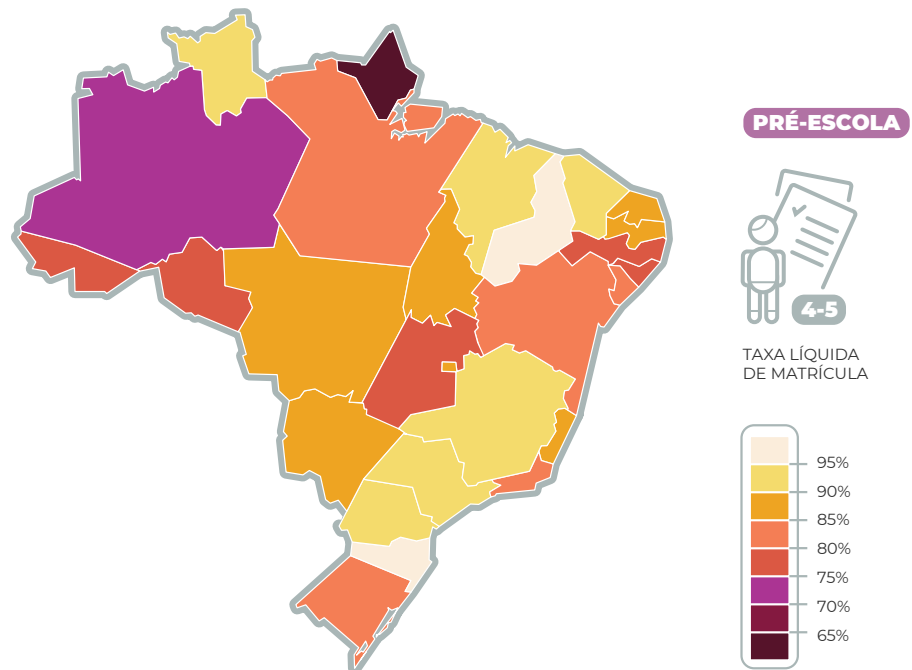 PRÉ-ESCOLA
4-5
TAXA LÍQUIDA
DE MATRÍCULA
95%
90%
85%
80%
75%
70%
65%